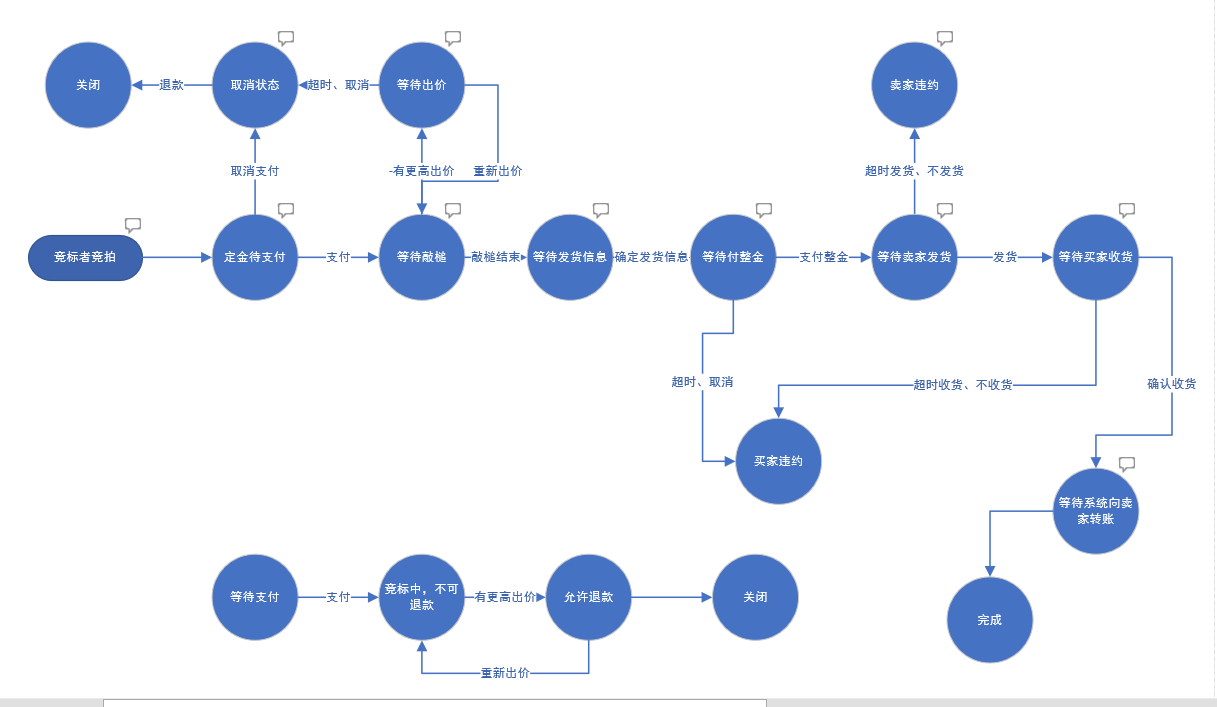 关闭
退款
取消状态
超时、取消
等待出价
卖家违约
取消支付
-有更高出价
重新出价
超时发货、不发货
竞标者竞拍
定金待支付
支付
等待敲槌
敲槌结束
等待发货信息
确定发货信息
等待付整金
支付整金
等待卖家发货
发货
等待买家收货
超时、取消
超时收货、不收货
确认收货
买家违约
等待系统向卖
家转账
等待支付
支付
竞标中，不可
退款
有更高出价
允许退款
关闭
完成
重新出价